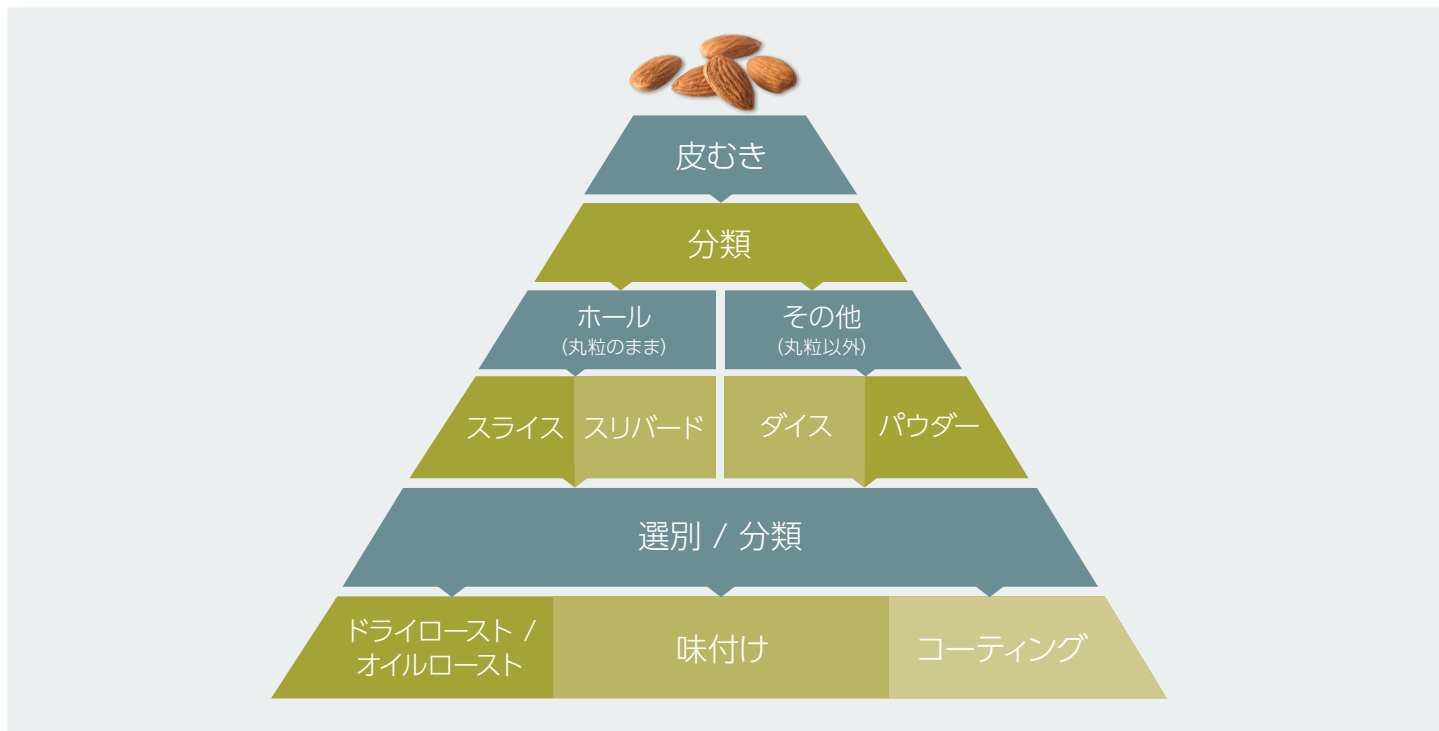 皮むき
分類
ホール
(丸粒のまま)
その他
(丸粒以外)
スライス
スリバード
ダイス
パウダー
選別 / 分類
ドライロースト /
オイルロースト
味付け
コーティング